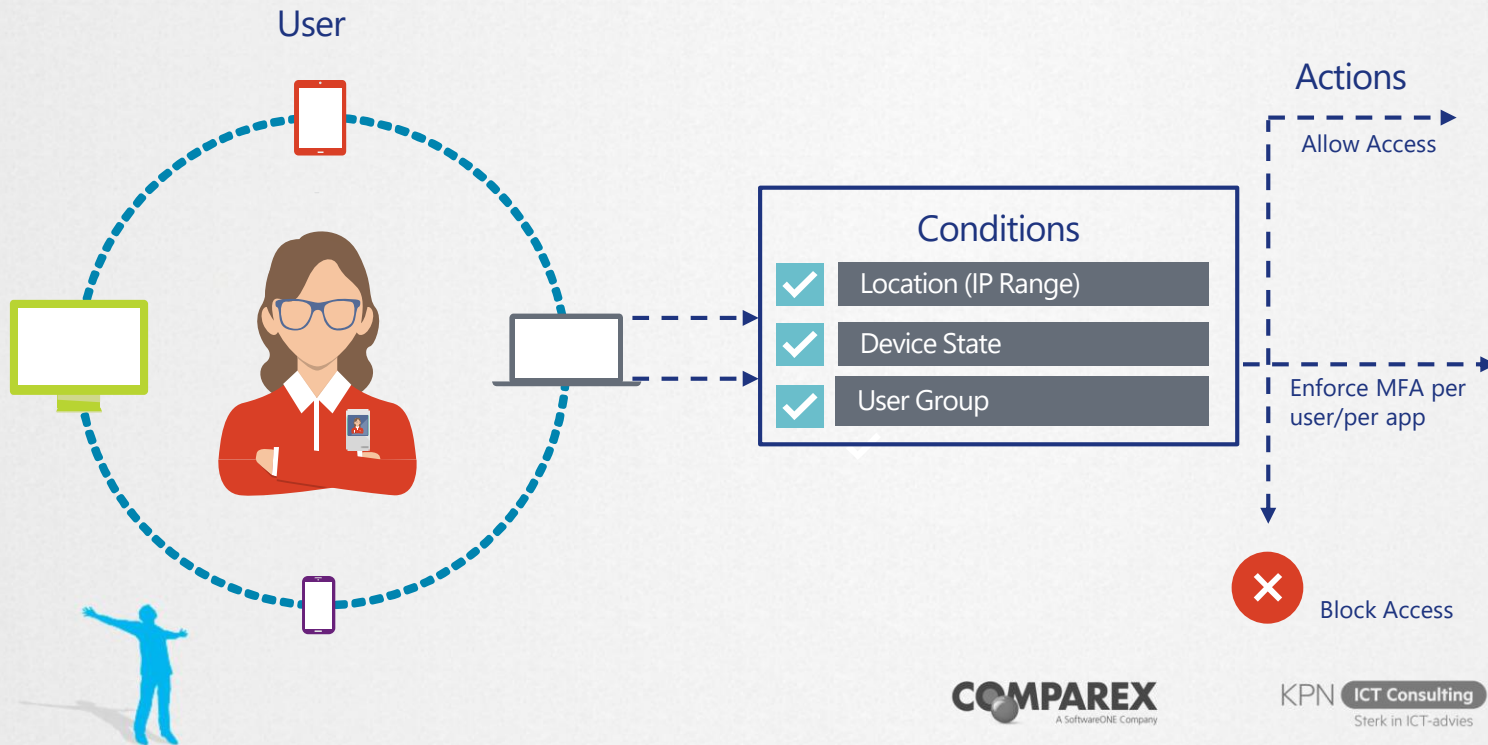 User
Actions
Allow Access
Conditions
Location (IP Range)
Device State
User Group
Enforce MFA per
user/per app
Block Access
COMPAREX
A SoftwareONE Company
KPN ICT Consulting
Sterk in ICT-advies